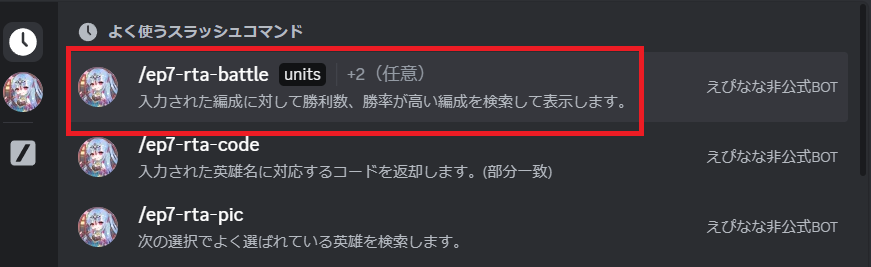 よく使うスラッシュコマンド
/ep7-rta-battle units +2（任意）
入力された編成に対して勝利数、勝率が高い編成を検索して表示します。
えぴなな非公式BOT
/ep7-rta-code
入力された英雄名に対応するコードを返却します。(部分一致)
えぴなな非公式BOT
/ep7-rta-pic
次の選択でよく選ばれている英雄を検索します。
えぴなな非公式BOT